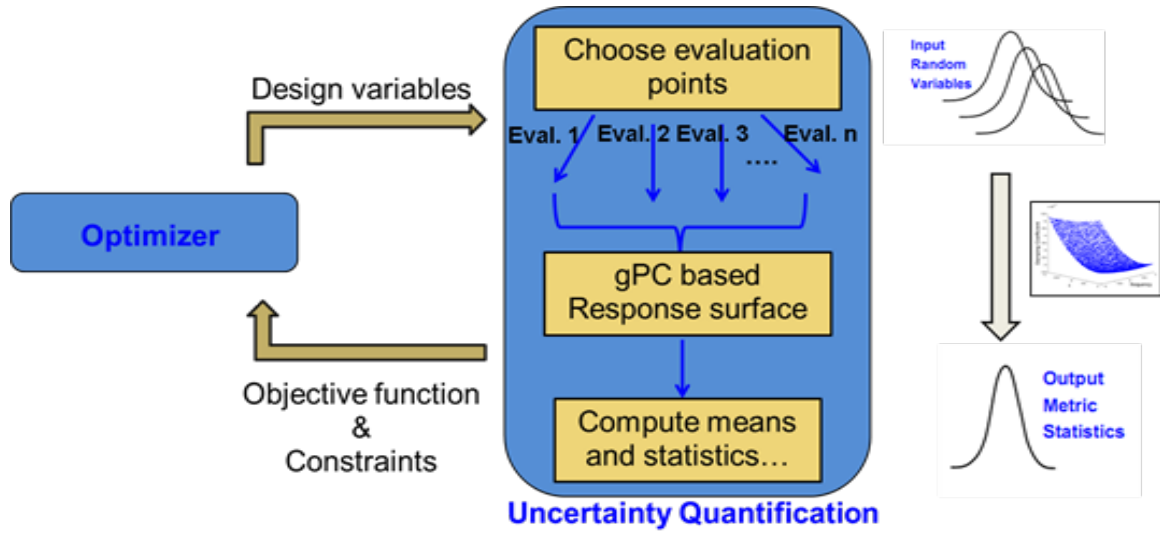 Choose evaluation
points
Eval. 1
Eval. 2
Eval. 3
....
Eval. n
gPC based
Response surface
Compute means
and statistics…
Uncertainty Quantification
Design variables
Optimizer
Objective function
&
Constraints
Input
Random
Variables
Output
Metric
Statistics